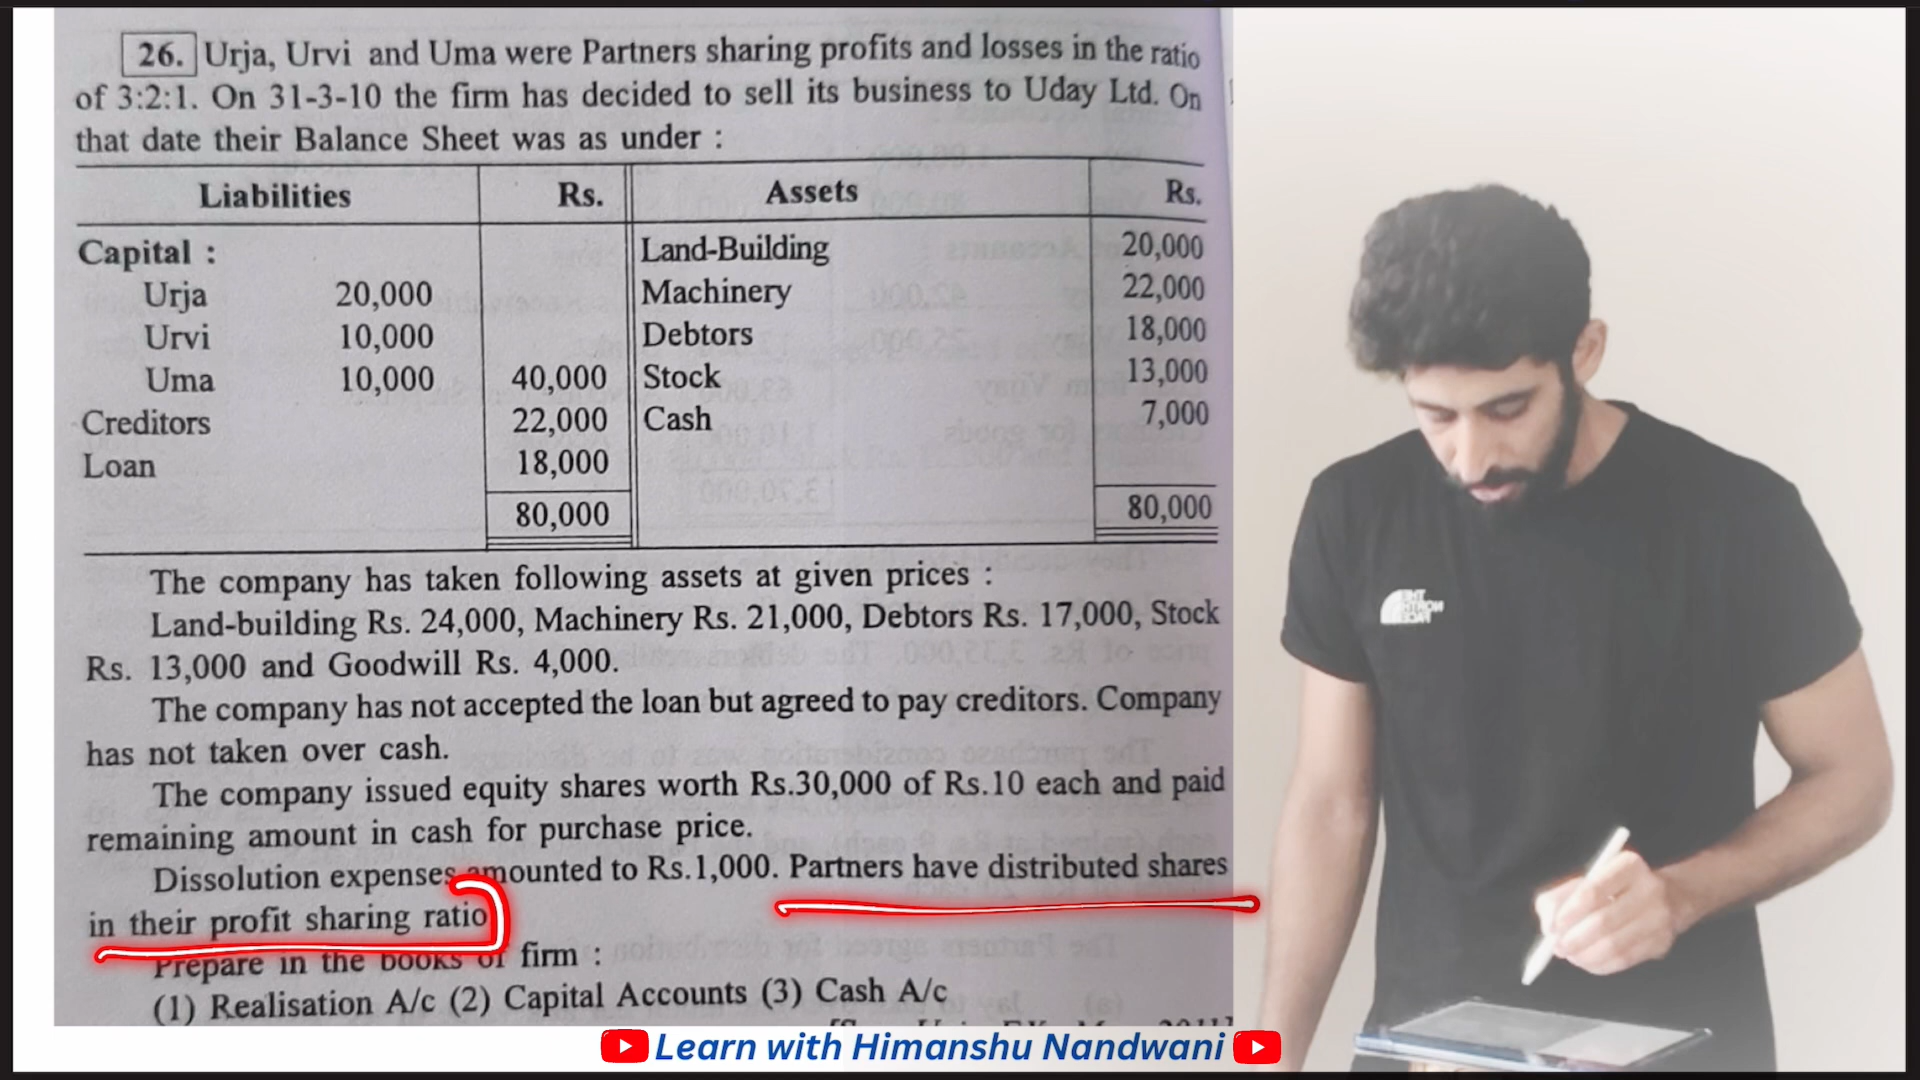 26. Urja, Urvi and Uma were Partners sharing profits and losses in the ratio
of 3:2:1. On 31-3-10 the firm has decided to sell its business to Uday Ltd. On
that date their Balance Sheet was as under :
Liabilities Rs. Assets Rs.
Capital : Land-Building 20,000
Urja 20,000 Machinery 22,000
Urvi 10,000 Debtors 18,000
Uma 10,000 40,000 Stock 13,000
Creditors 22,000 Cash 7,000
Loan 18,000
80,000 80,000
The company has taken following assets at given prices :
Land-building Rs. 24,000, Machinery Rs. 21,000, Debtors Rs. 17,000, Stock
Rs. 13,000 and Goodwill Rs. 4,000.
The company has not accepted the loan but agreed to pay creditors. Company
has not taken over cash.
The company issued equity shares worth Rs.30,000 of Rs.10 each and paid
remaining amount in cash for purchase price.
Dissolution expenses amounted to Rs.1,000. Partners have distributed shares
in their profit sharing ratio
Prepare in the books of firm :
(1) Realisation A/c (2) Capital Accounts (3) Cash A/c
THE
NORTH
FACE
Learn with Himanshu Nandwani